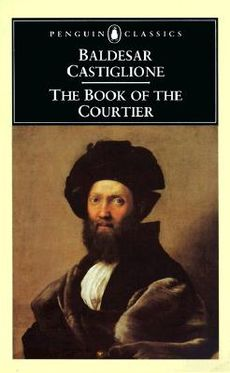 PENGUIN CLASSICS
BALDESAR
CASTIGLIONE
THE BOOK OF THE
COURTIER